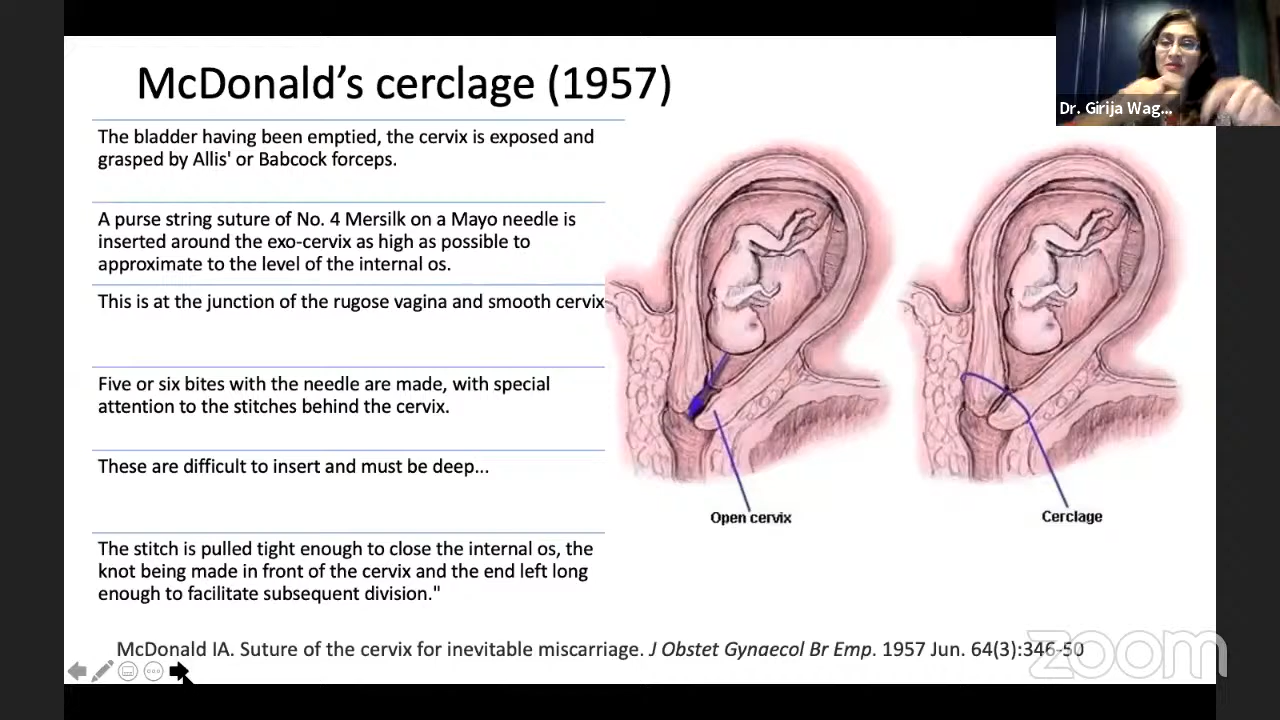 McDonald's cerclage (1957)
Dr. Girija Wag...
The bladder having been emptied, the cervix is exposed and
grasped by Allis' or Babcock forceps.
A purse string suture of No. 4 Mersilk on a Mayo needle is
inserted around the exo-cervix as high as possible to
approximate to the level of the internal os.
This is at the junction of the rugose vagina and smooth cervix
Five or six bites with the needle are made, with special
attention to the stitches behind the cervix.
These are difficult to insert and must be deep...
The stitch is pulled tight enough to close the internal os, the
knot being made in front of the cervix and the end left long
enough to facilitate subsequent division."
Open cervix
Cerclage
McDonald IA. Suture of the cervix for inevitable miscarriage. J Obstet Gynaecol Br Emp. 1957 Jun. 64(3):346-50
zoom